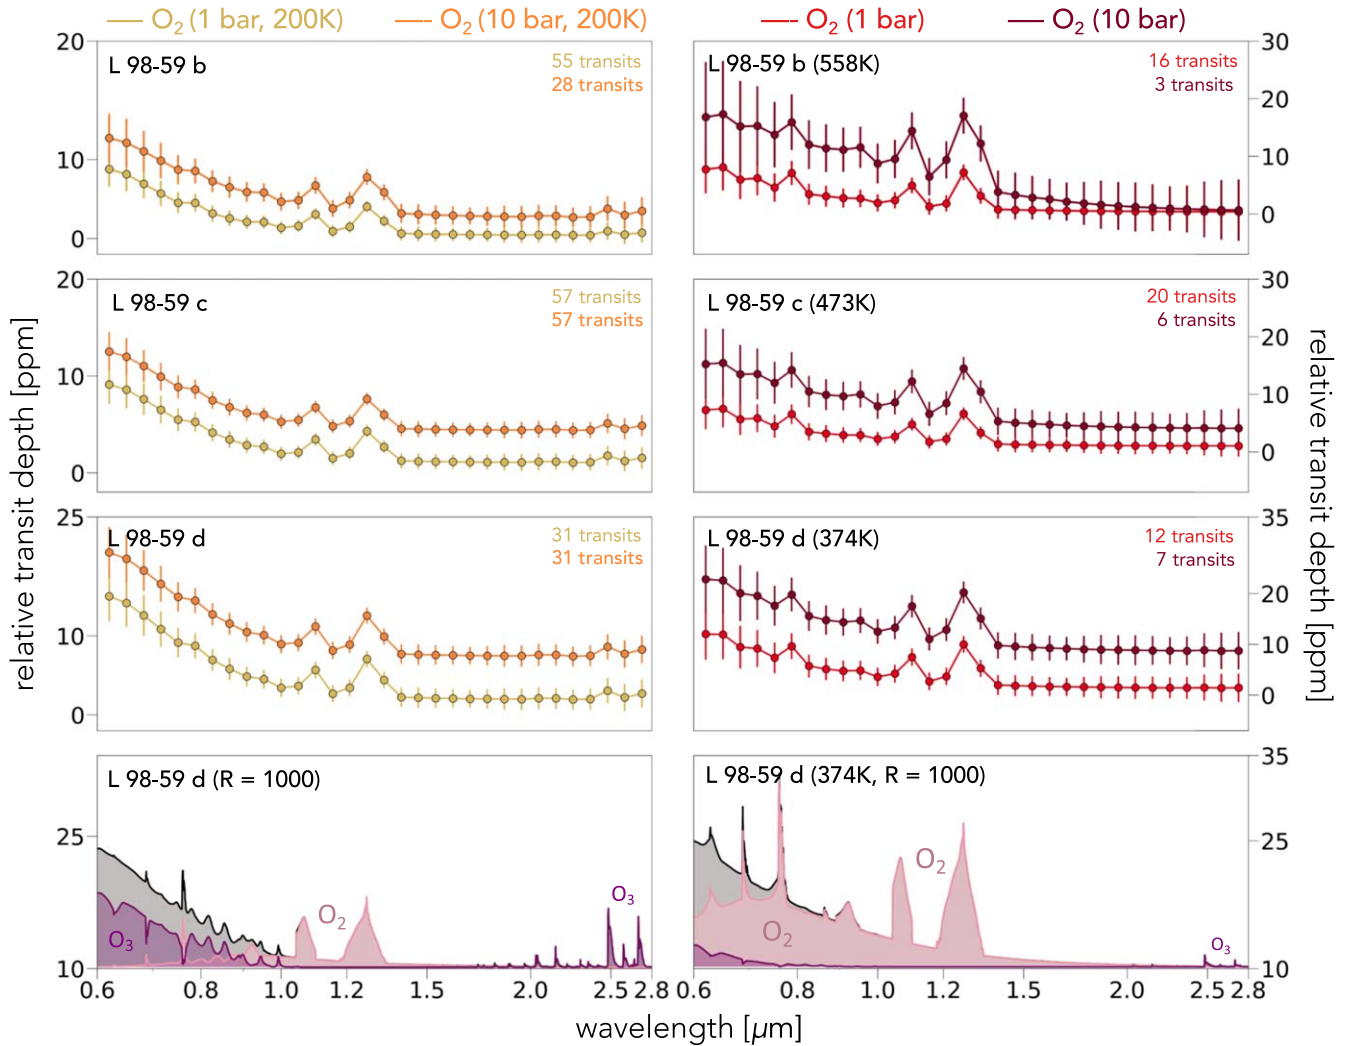 O2 (1 bar, 200K) O2 (10 bar, 200K) O2 (1 bar) O2 (10 bar)
20
10
0
L 98-59 b
55 transits
28 transits
L 98-59 b (558K)
16 transits
3 transits
30
20
10
0
20
10
0
L 98-59 c
57 transits
57 transits
L 98-59 c (473K)
20 transits
6 transits
30
20
10
0
25
10
0
L 98-59 d
31 transits
31 transits
L 98-59 d (374K)
12 transits
7 transits
35
20
10
0
relative transit depth [ppm]
relative transit depth [ppm]
25
10
L 98-59 d (R = 1000)
O3
O2
O3
L 98-59 d (374K, R = 1000)
O2
O2
O3
35
25
10
0.6 0.8 1.0 1.2 1.5 2.0 2.5 2.8
0.6 0.8 1.0 1.2 1.5 2.0 2.5 2.8
wavelength [μm]